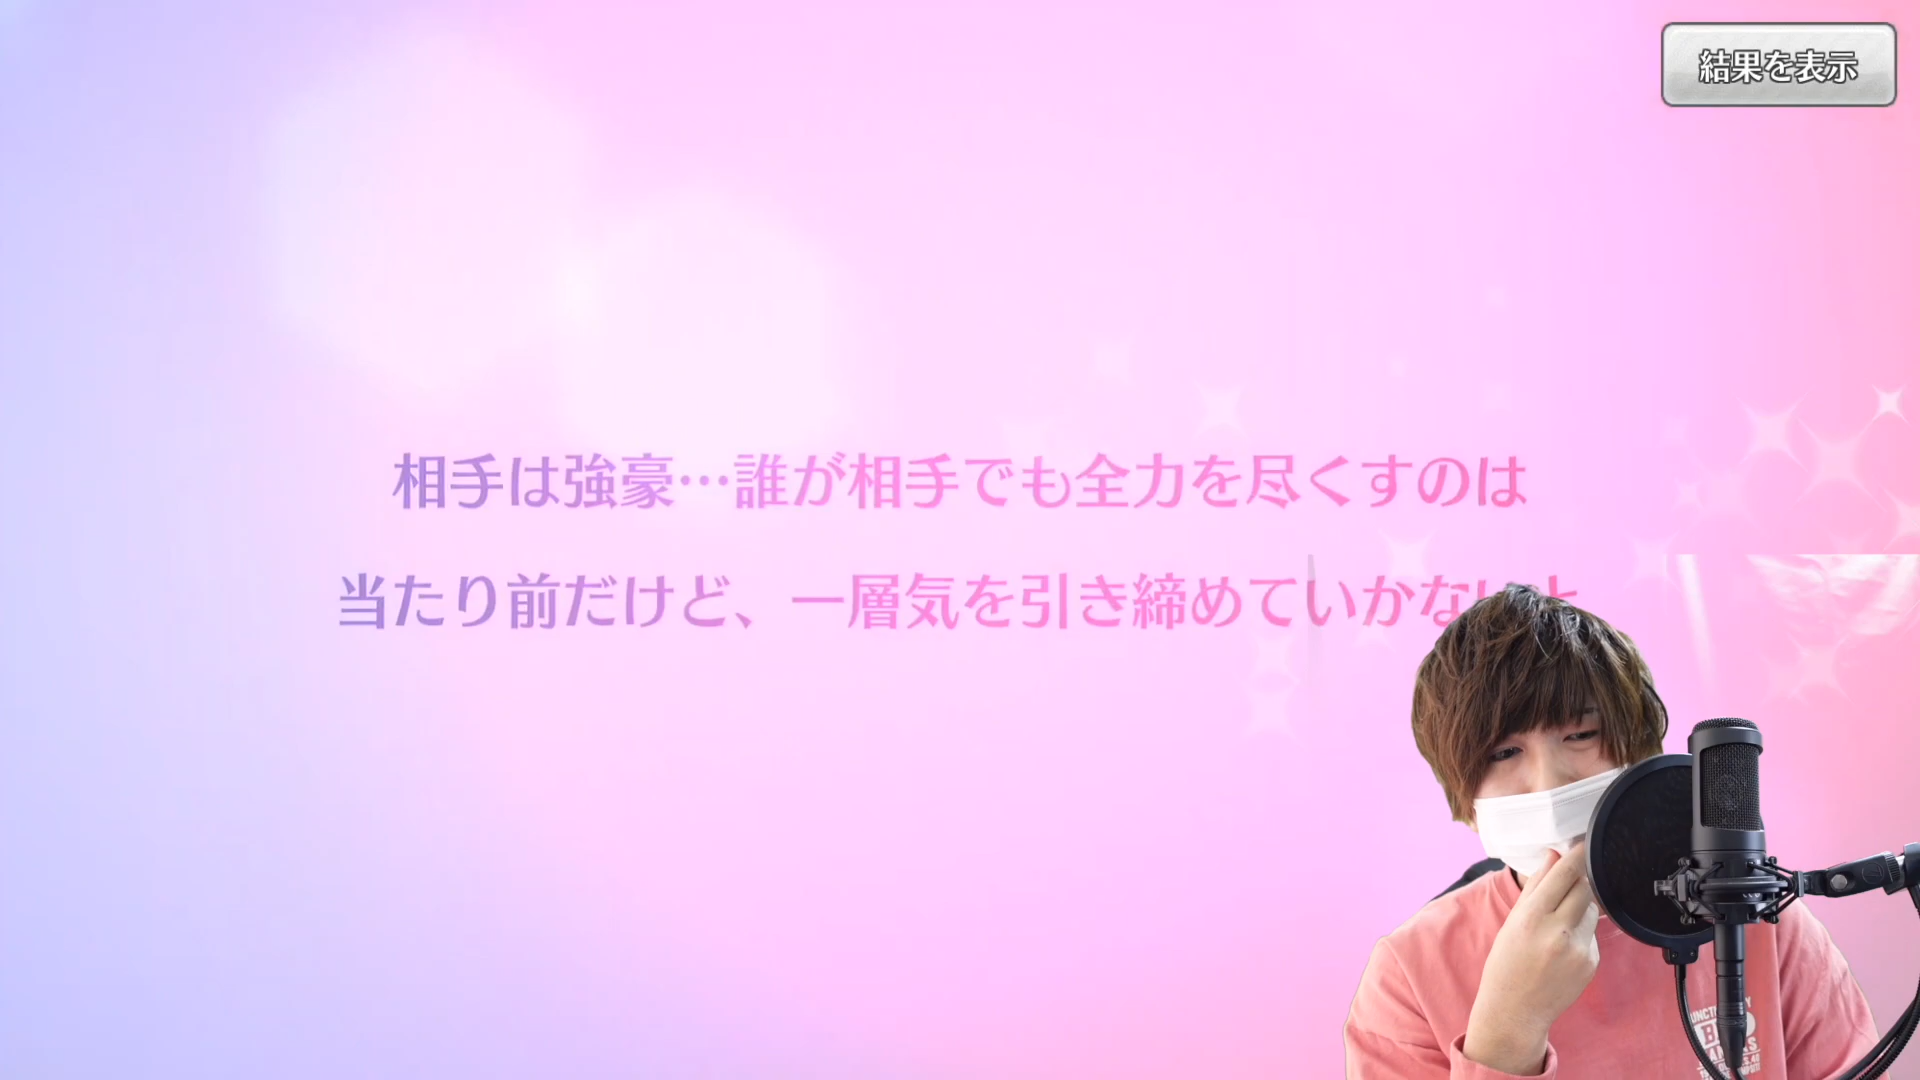 結果を表示
相手は強豪…誰が相手でも全力を尽くすのは
当たり前だけど、一層気を引き締めていかないと